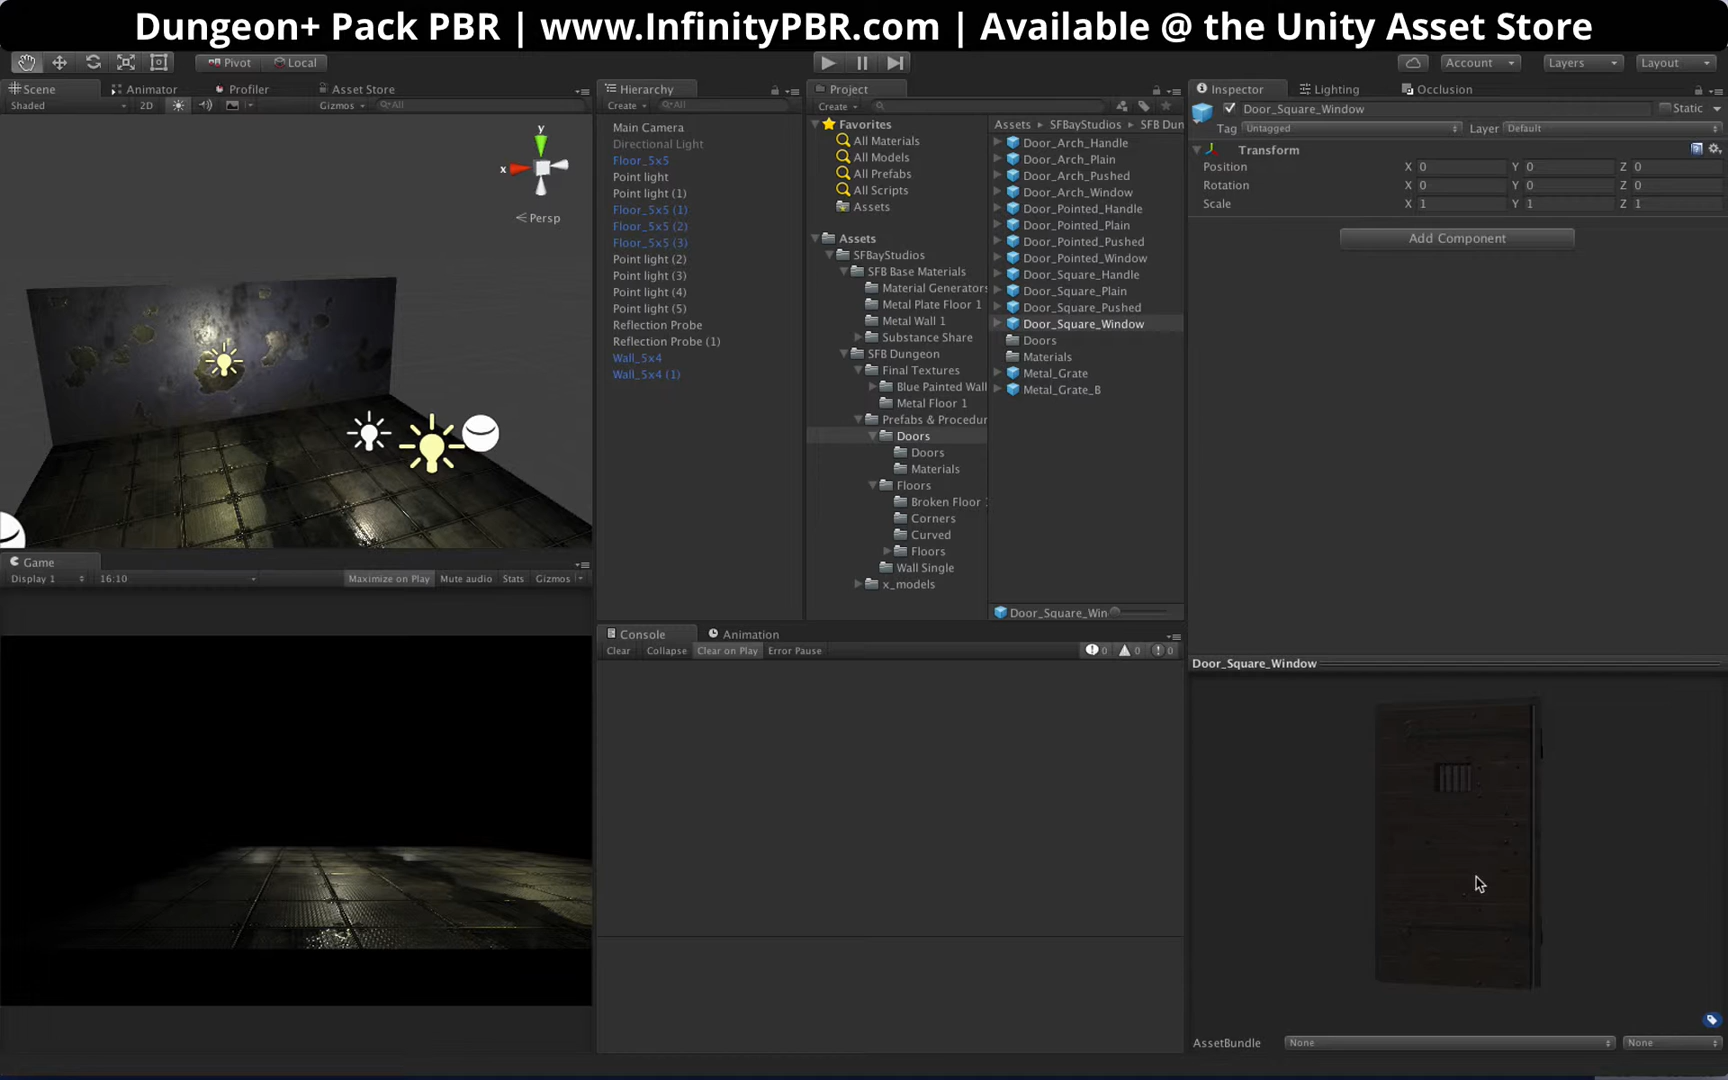 Dungeon+ Pack PBR | www.InfinityPBR.com | Available @ the Unity Asset Store
Pivot Local Account Layers Layout
Scene Animator Profiler Asset Store
Shaded 2D Gizmos All
y
x
Persp
Game
Display 1 16:10 Maximize on Play Mute audio Stats Gizmos
Hierarchy
Create All
Main Camera
Directional Light
Floor_5x5
Point light
Point light (1)
Floor_5x5 (1)
Floor_5x5 (2)
Floor_5x5 (3)
Point light (2)
Point light (3)
Point light (4)
Point light (5)
Reflection Probe
Reflection Probe (1)
Wall_5x4
Wall_5x4 (1)
Project
Create
Favorites
All Materials
All Models
All Prefabs
All Scripts
Assets
Assets
SFBayStudios
SFB Base Materials
Material Generators
Metal Plate Floor 1
Metal Wall 1
Substance Share
SFB Dungeon
Final Textures
Blue Painted Wall
Metal Floor 1
Prefabs & Procedur
Doors
Doors
Materials
Floors
Broken Floor
Corners
Curved
Floors
Wall Single
x_models
Assets SFBayStudios SFB Dun
Door_Arch_Handle
Door_Arch_Plain
Door_Arch_Pushed
Door_Arch_Window
Door_Pointed_Handle
Door_Pointed_Plain
Door_Pointed_Pushed
Door_Pointed_Window
Door_Square_Handle
Door_Square_Plain
Door_Square_Pushed
Door_Square_Window
Doors
Materials
Metal_Grate
Metal_Grate_B
Door_Square_Win
Console Animation
Clear Collapse Clear on Play Error Pause 0 0 0
Inspector Lighting Occlusion
Door_Square_Window Static
Tag Untagged Layer Default
Transform
Position X 0 Y 0 Z 0
Rotation X 0 Y 0 Z 0
Scale X 1 Y 1 Z 1
Add Component
Door_Square_Window
AssetBundle None None